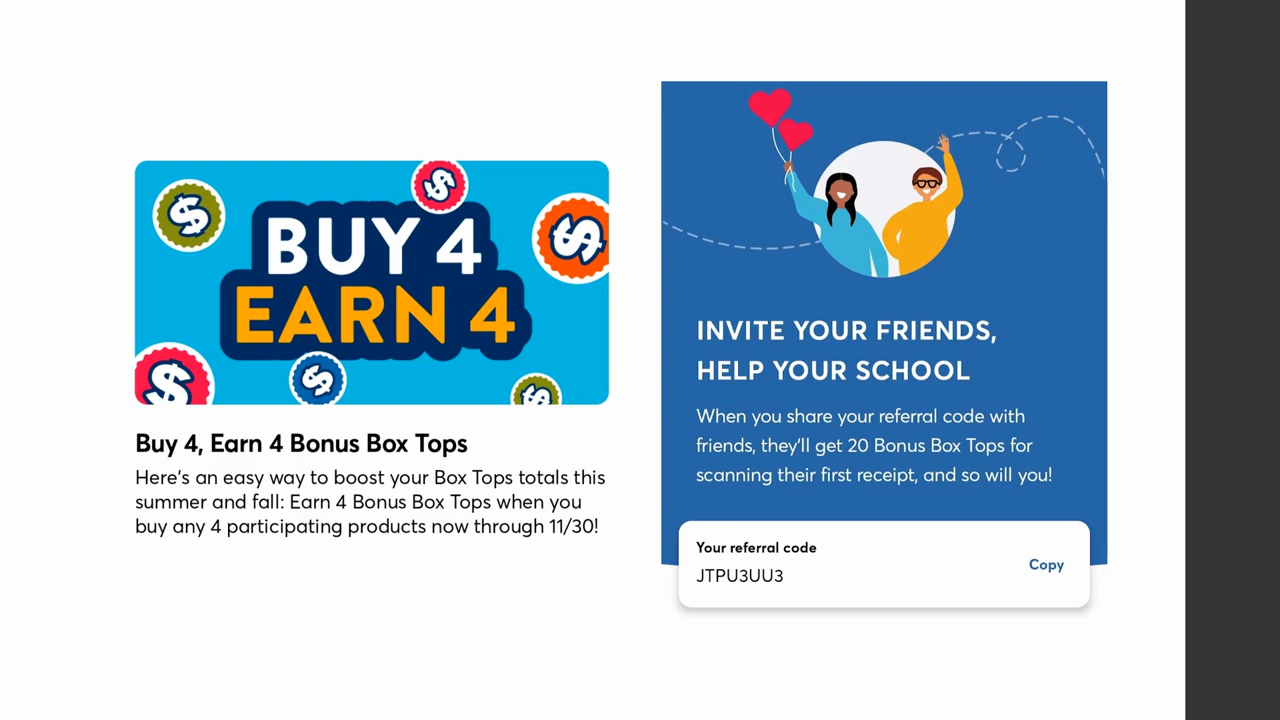 BUY 4
EARN 4
Buy 4, Earn 4 Bonus Box Tops
Here's an easy way to boost your Box Tops totals this
summer and fall: Earn 4 Bonus Box Tops when you
buy any 4 participating products now through 11/30!
INVITE YOUR FRIENDS,
HELP YOUR SCHOOL
When you share your referral code with
friends, they'll get 20 Bonus Box Tops for
scanning their first receipt, and so will you!
Your referral code
JTPU3UU3
Copy